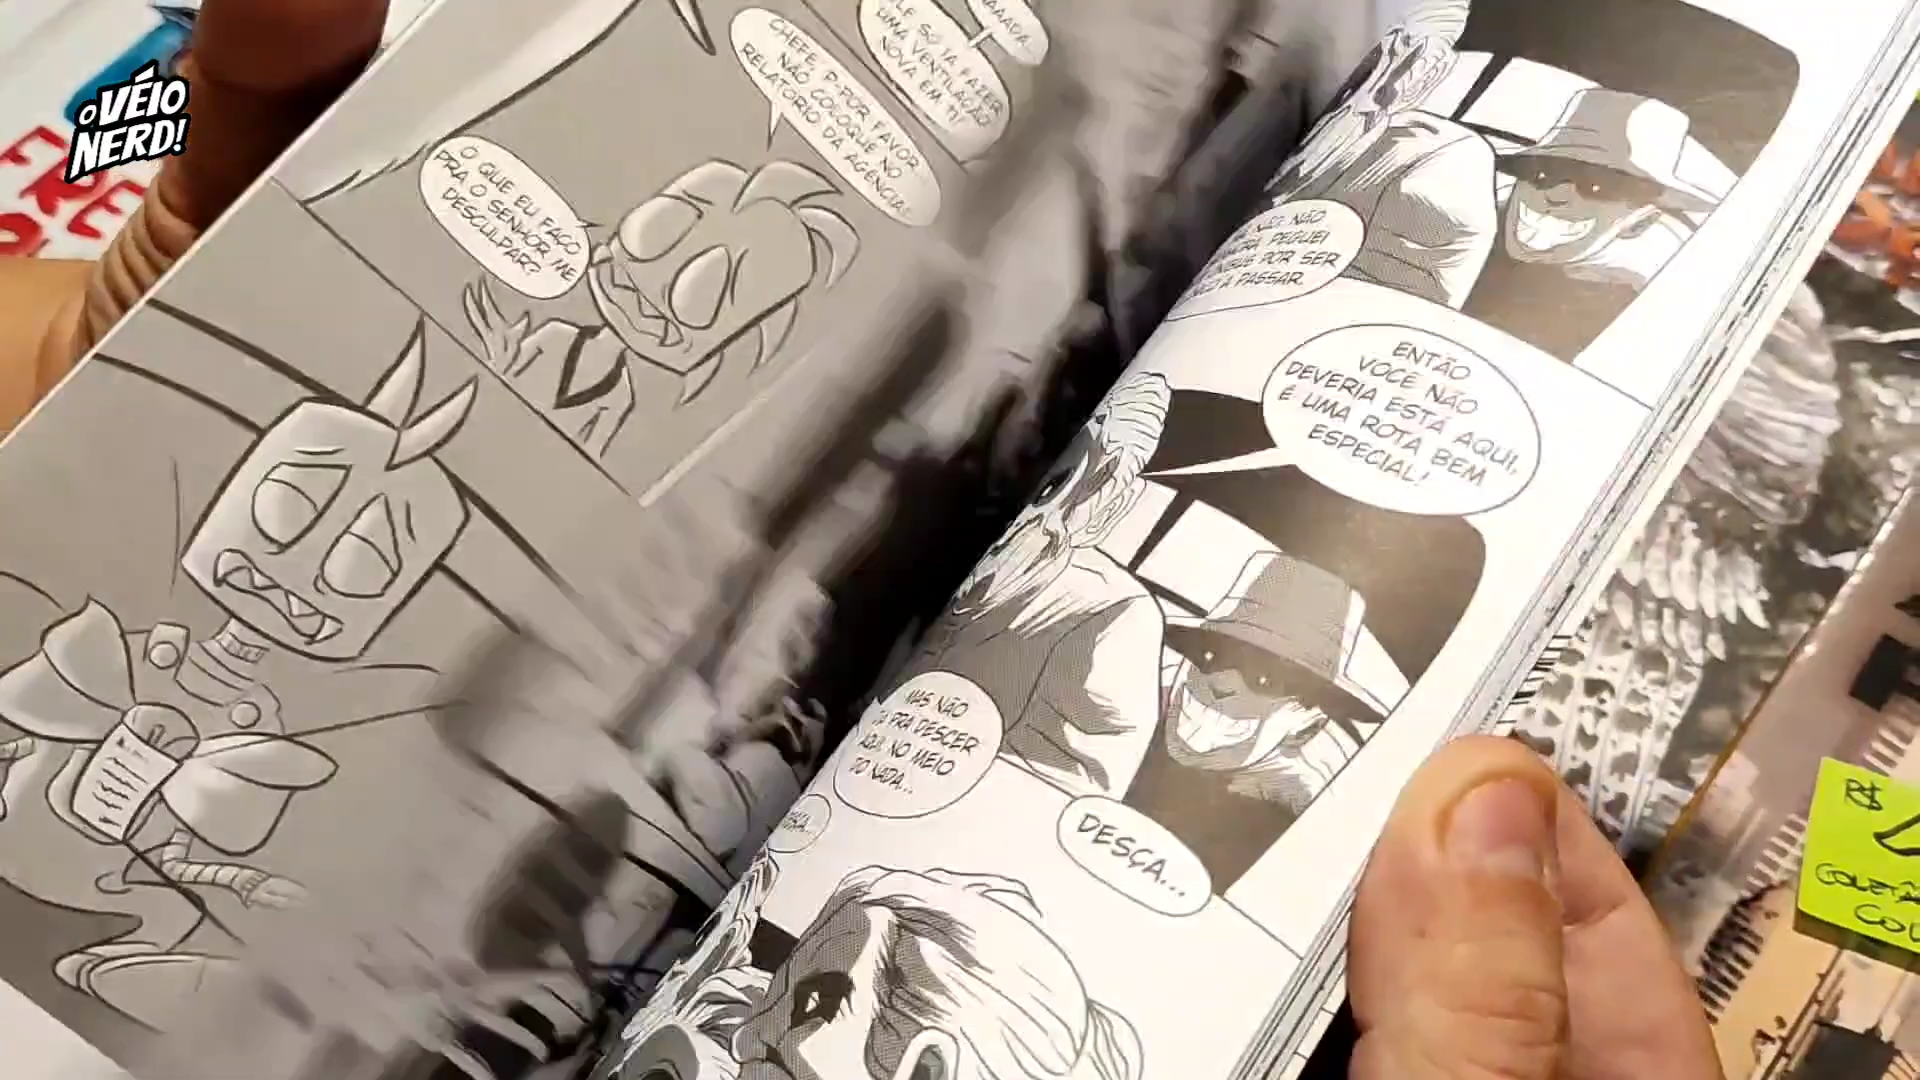 O VÉIO
NERD!
FRE
AAAADA...
ELE SÓ IA FAZER
UMA VENTILAÇÃO
NOVA EM TI
CHEFE, P-POR FAVOR
NÃO COLOQUE NO
RELATÓRIO DA AGÊNCIA!
O QUE EU FAÇO
PRA O SENHOR ME
DESCULPAR?
NÃO
PEGUEI
POR SER
A PASSAR.
ENTÃO
VOCÊ NÃO
DEVERIA ESTÁ AQUI,
É UMA ROTA BEM
ESPECIAL!
MAS NÃO
DÁ PRA DESCER
AQUI NO MEIO
DO NADA...
DESÇA...
R$